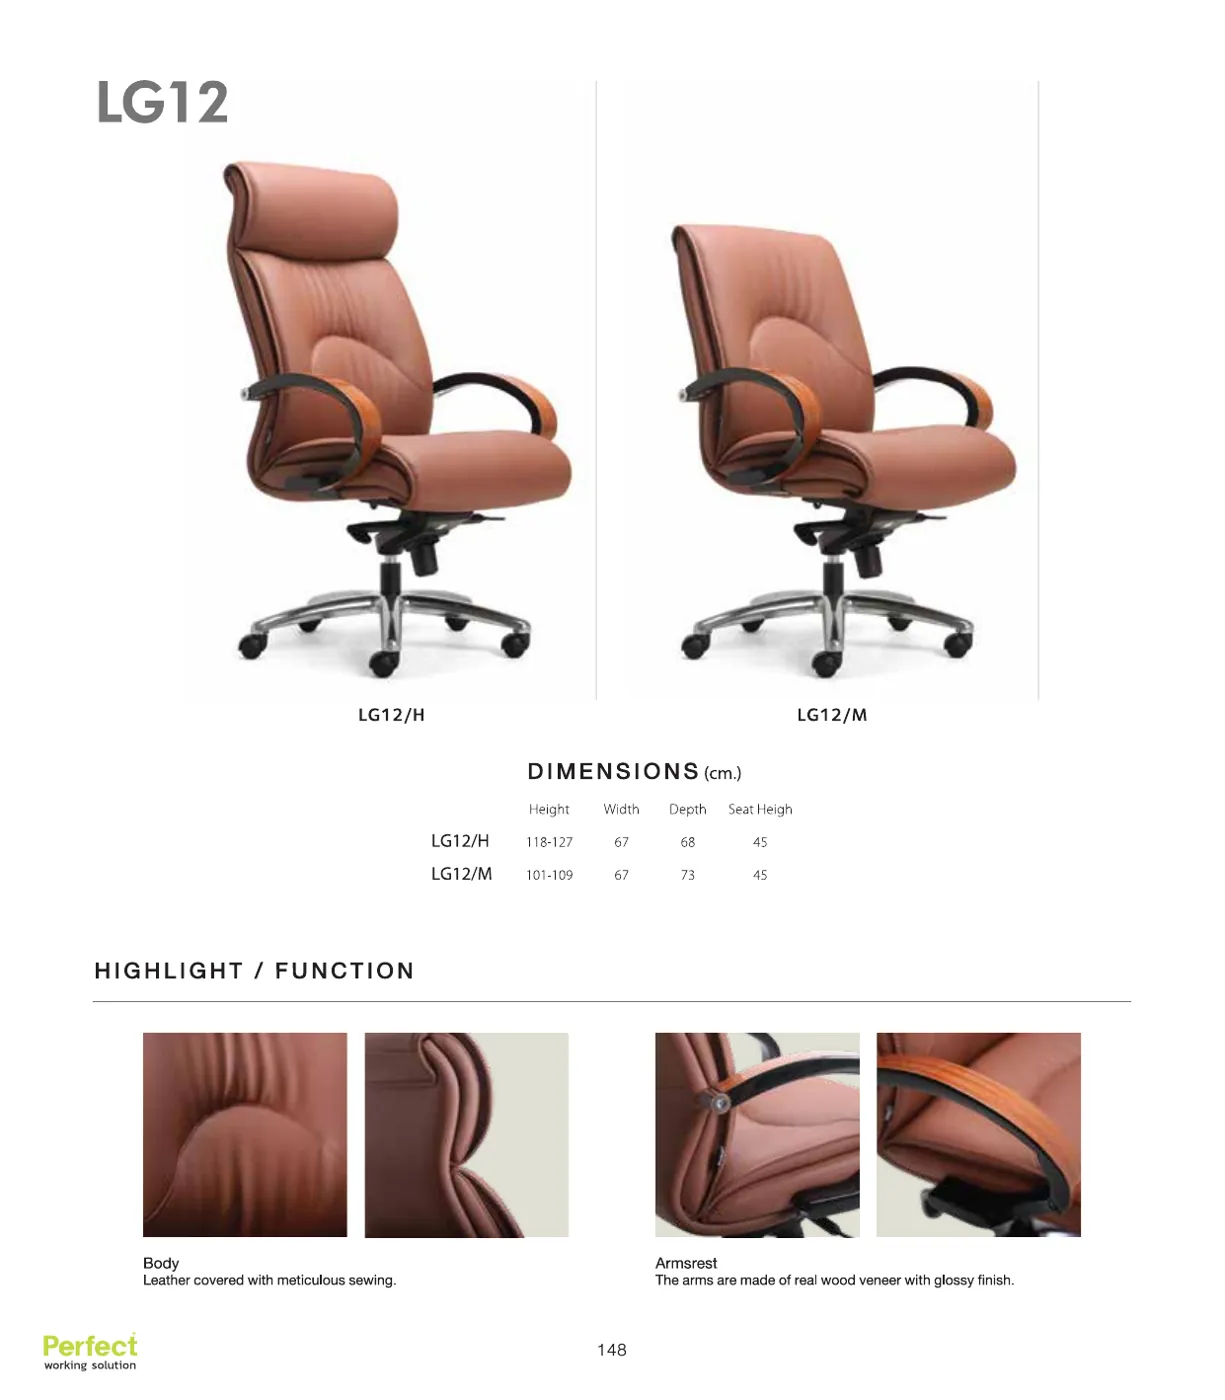 LG12
LG12/H
LG12/M
DIMENSIONS (cm.)
Height Width Depth Seat Heigh
LG12/H 118-127 67 68 45
LG12/M 101-109 67 73 45
HIGHLIGHT / FUNCTION
Body
Leather covered with meticulous sewing.
Armsrest
The arms are made of real wood veneer with glossy finish.
Perfect
working solution
148